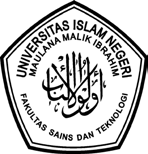 UNIVERSITAS ISLAM NEGERI
MAULANA MALIK IBRAHIM
FAKULTAS SAINS DAN TEKNOLOGI